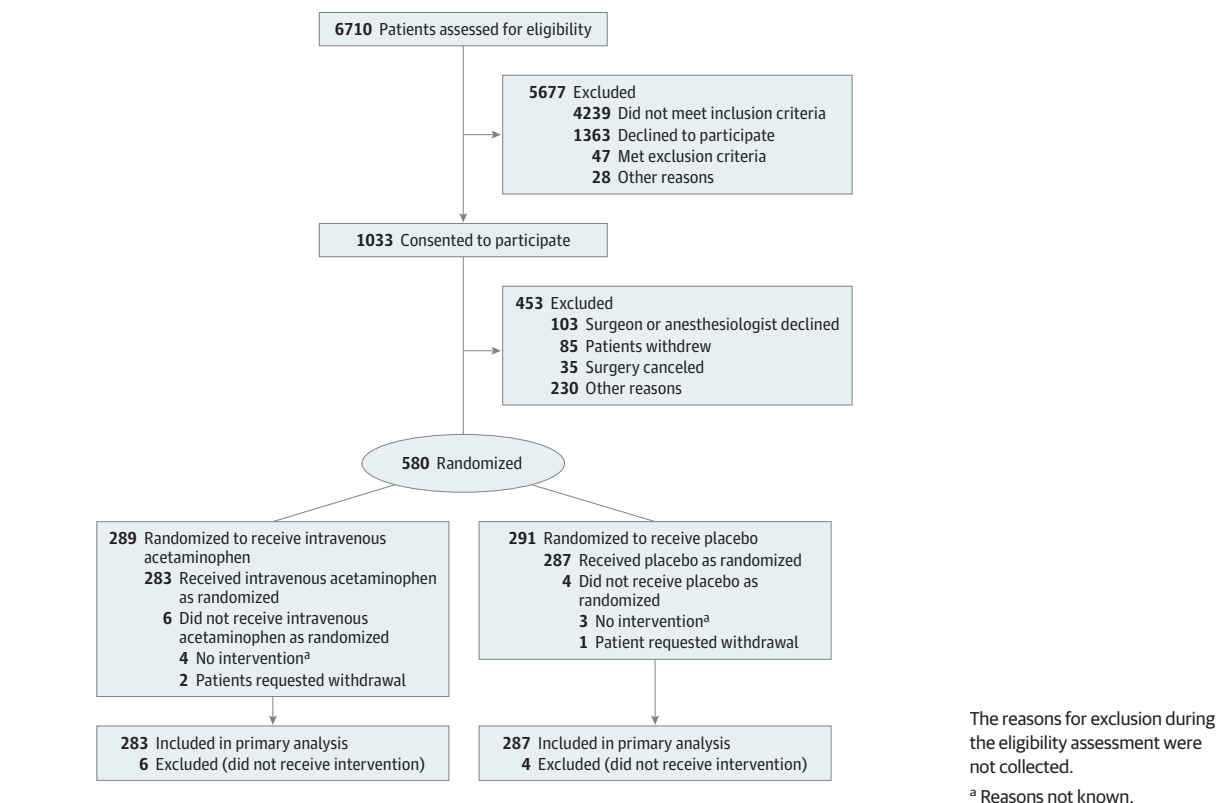 6710 Patients assessed for eligibility
5677 Excluded
4239 Did not meet inclusion criteria
1363 Declined to participate
47 Met exclusion criteria
28 Other reasons
1033 Consented to participate
453 Excluded
103 Surgeon or anesthesiologist declined
85 Patients withdrew
35 Surgery canceled
230 Other reasons
580 Randomized
289 Randomized to receive intravenous
acetaminophen
283 Received intravenous acetaminophen
as randomized
6 Did not receive intravenous
acetaminophen as randomized
4 No interventionᵃ
2 Patients requested withdrawal
291 Randomized to receive placebo
287 Received placebo as randomized
4 Did not receive placebo as
randomized
3 No interventionᵃ
1 Patient requested withdrawal
283 Included in primary analysis
6 Excluded (did not receive intervention)
287 Included in primary analysis
4 Excluded (did not receive intervention)
The reasons for exclusion during
the eligibility assessment were
not collected.
ᵃ Reasons not known.